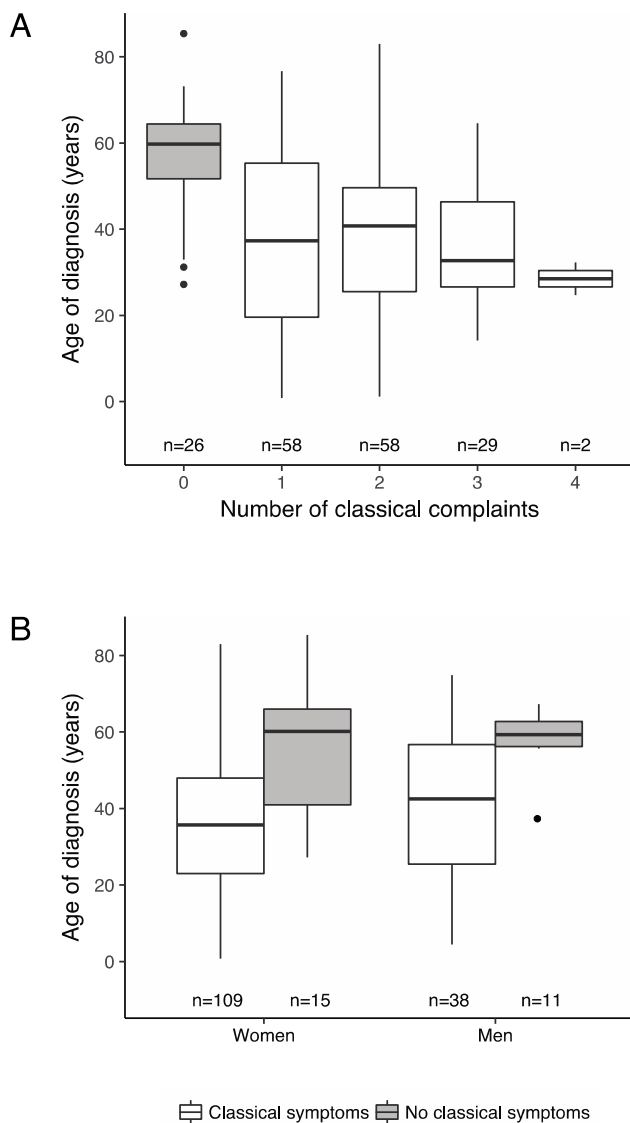 A
Age of diagnosis (years)
80
60
40
20
0
n=26 n=58 n=58 n=29 n=2
0 1 2 3 4
Number of classical complaints
B
Age of diagnosis (years)
80
60
40
20
0
n=109 n=15 n=38 n=11
Women Men
Classical symptoms No classical symptoms